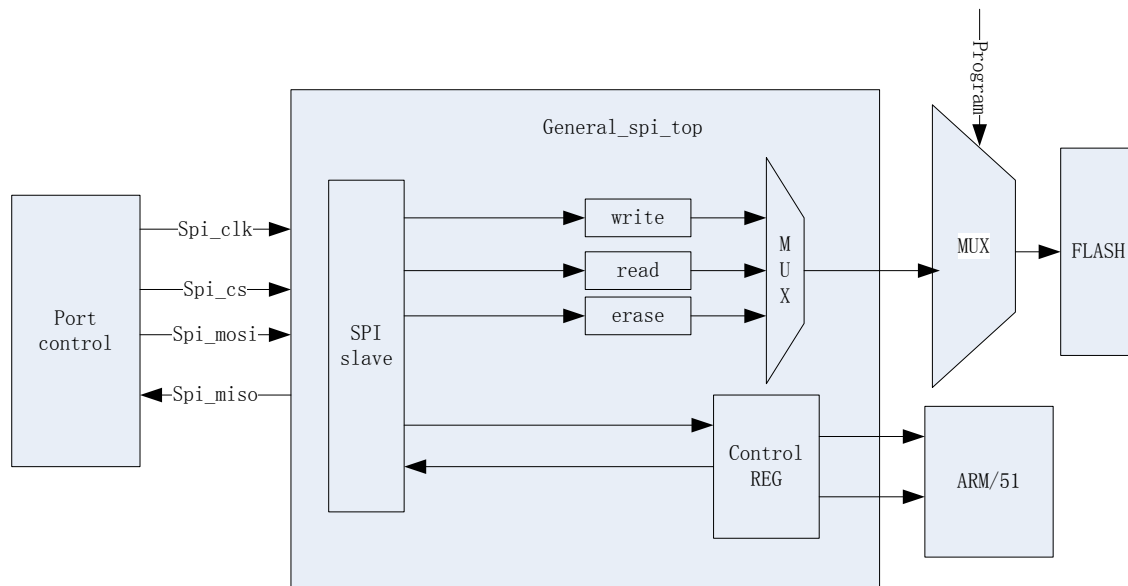 Program
General_spi_top
Spi_clk
Spi_cs
Spi_mosi
Spi_miso
Port
control
SPI
slave
write
read
erase
M
U
X
MUX
FLASH
Control
REG
ARM/51